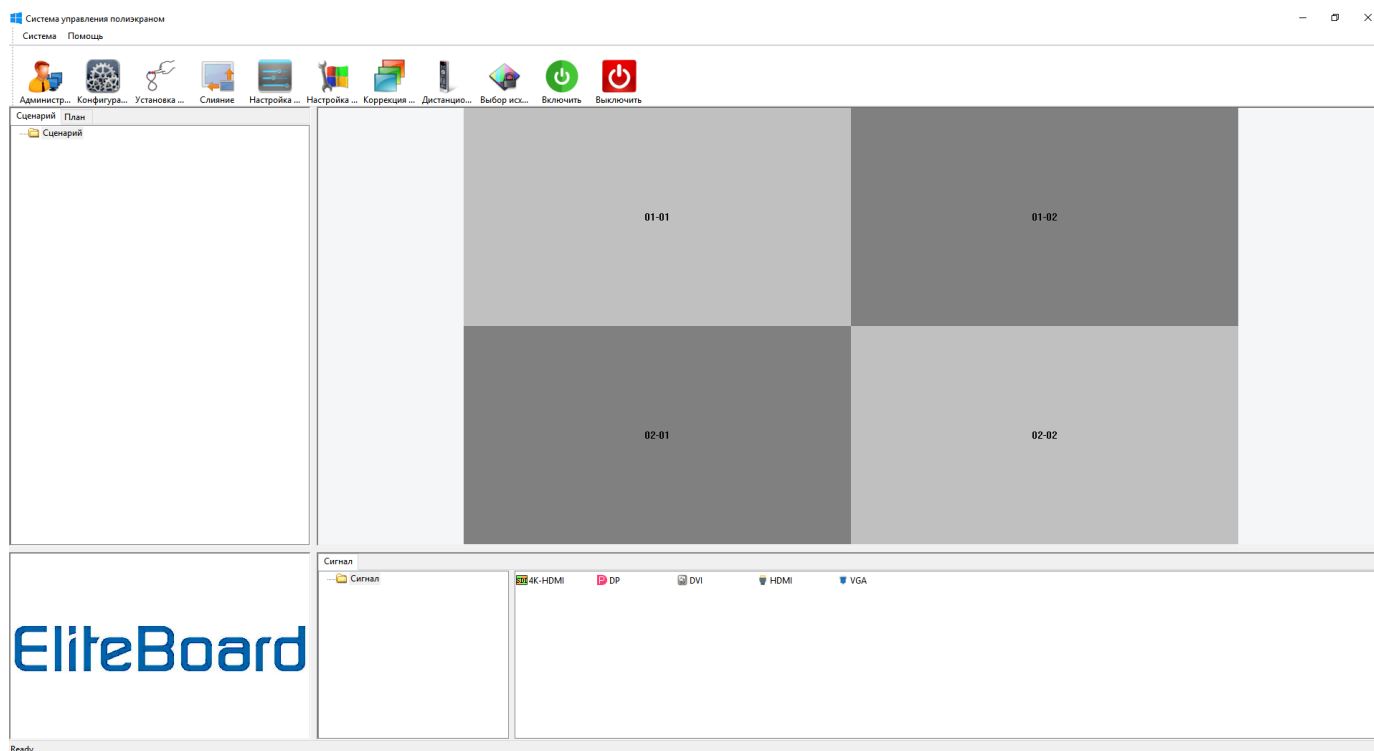 Система управления полиэкраном
Система Помощь
Администр... Конфигура... Установка ... Слияние Настройка ... Настройка ... Коррекция ... Дистанцио... Выбор исх... Включить Выключить
Сценарий План
Сценарий
01-01 01-02
02-01 02-02
EliteBoard
Сигнал
Сигнал
SDI 4K-HDMI P DP DVI HDMI VGA
Ready